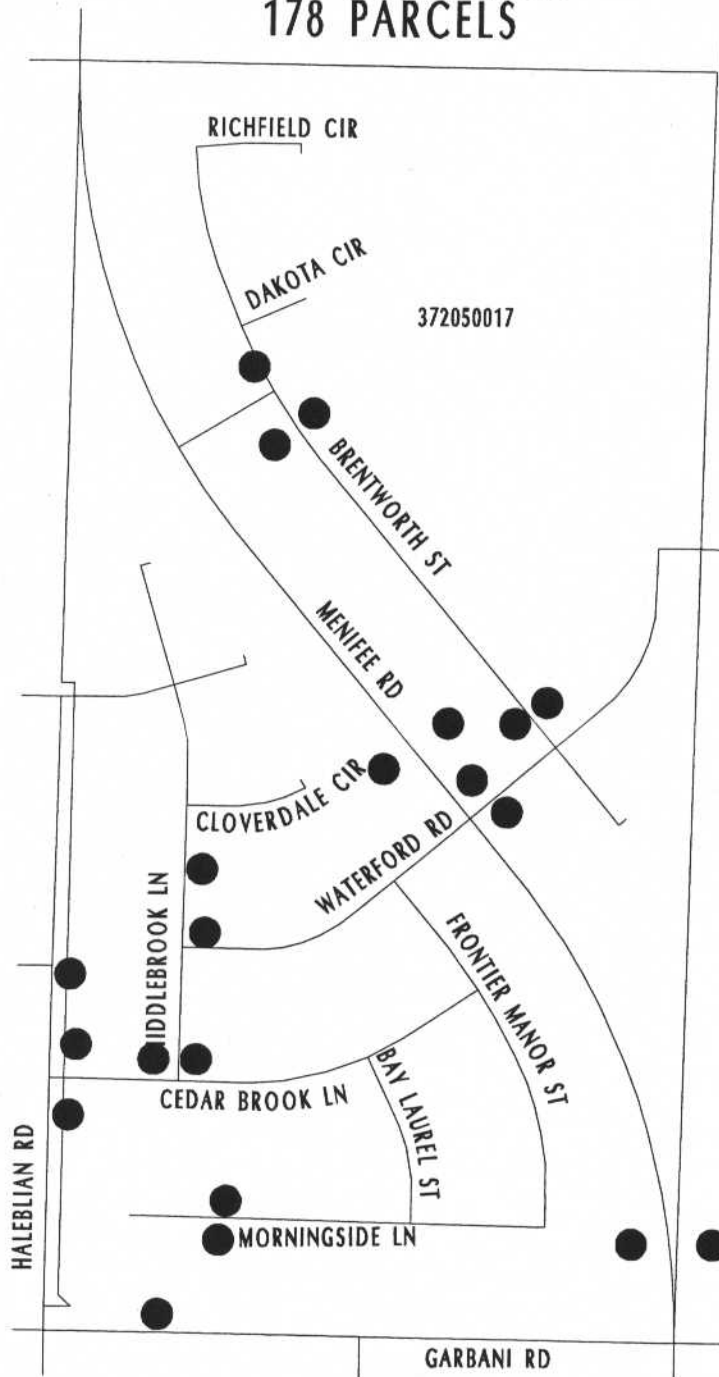 178 PARCELS
RICHFIELD CIR
DAKOTA CIR
372050017
BRENTWORTH ST
MENIFEE RD
CLOVERDALE CIR
WATERFORD RD
IDDLEBROOK LN
FRONTIER MANOR ST
BAY LAUREL ST
CEDAR BROOK LN
HALEBLIAN RD
MORNINGSIDE LN
GARBANI RD